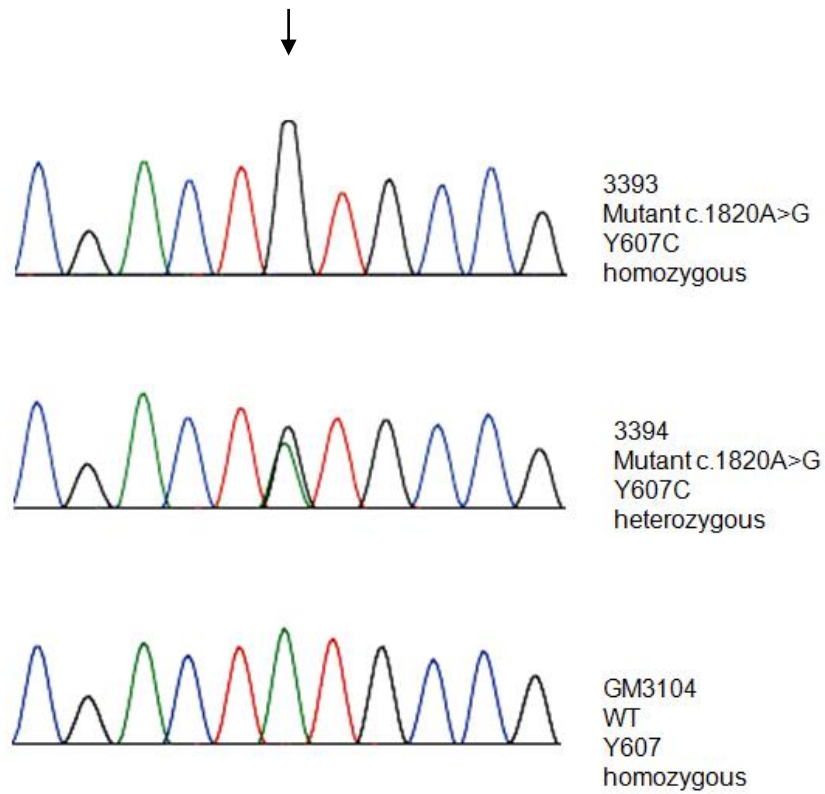 3393
Mutant c.1820A>G
Y607C
homozygous
3394
Mutant c.1820A>G
Y607C
heterozygous
GM3104
WT
Y607
homozygous